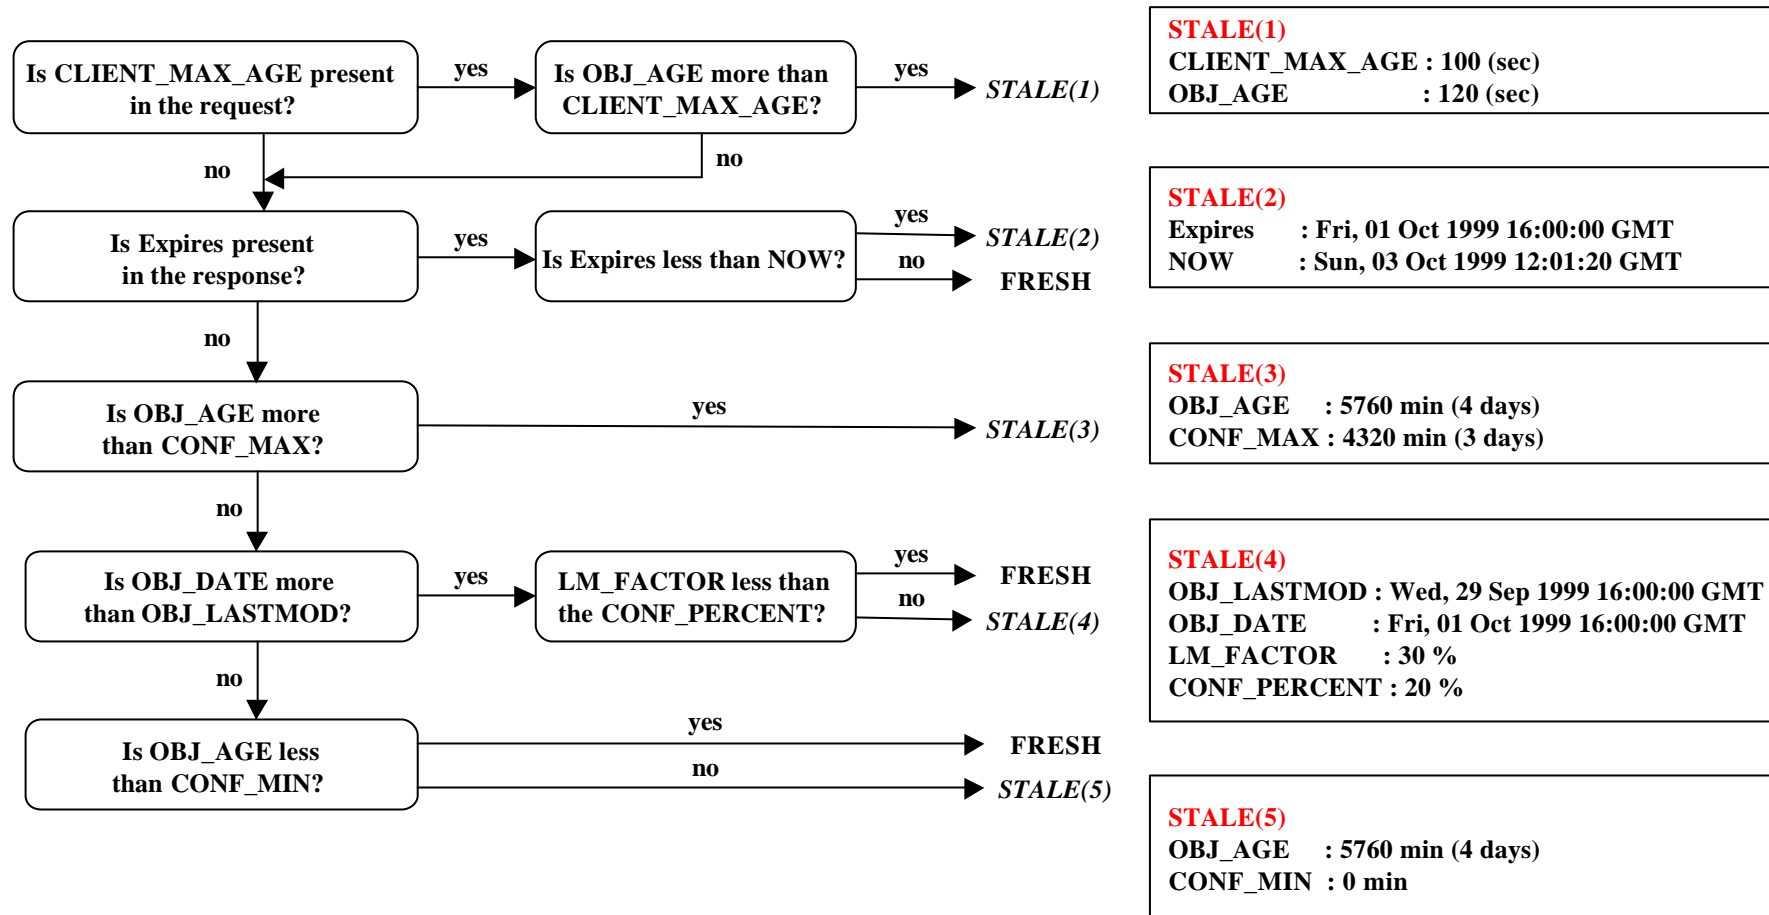 Is CLIENT_MAX_AGE present
in the request?
yes
Is OBJ_AGE more than
CLIENT_MAX_AGE?
yes
STALE(1)
no
no
Is Expires present
in the response?
yes
Is Expires less than NOW?
yes
STALE(2)
no
FRESH
no
Is OBJ_AGE more
than CONF_MAX?
yes
STALE(3)
no
Is OBJ_DATE more
than OBJ_LASTMOD?
yes
LM_FACTOR less than
the CONF_PERCENT?
yes
FRESH
no
STALE(4)
no
Is OBJ_AGE less
than CONF_MIN?
yes
FRESH
no
STALE(5)
STALE(1)
CLIENT_MAX_AGE : 100 (sec)
OBJ_AGE : 120 (sec)
STALE(2)
Expires : Fri, 01 Oct 1999 16:00:00 GMT
NOW : Sun, 03 Oct 1999 12:01:20 GMT
STALE(3)
OBJ_AGE : 5760 min (4 days)
CONF_MAX : 4320 min (3 days)
STALE(4)
OBJ_LASTMOD : Wed, 29 Sep 1999 16:00:00 GMT
OBJ_DATE : Fri, 01 Oct 1999 16:00:00 GMT
LM_FACTOR : 30 %
CONF_PERCENT : 20 %
STALE(5)
OBJ_AGE : 5760 min (4 days)
CONF_MIN : 0 min